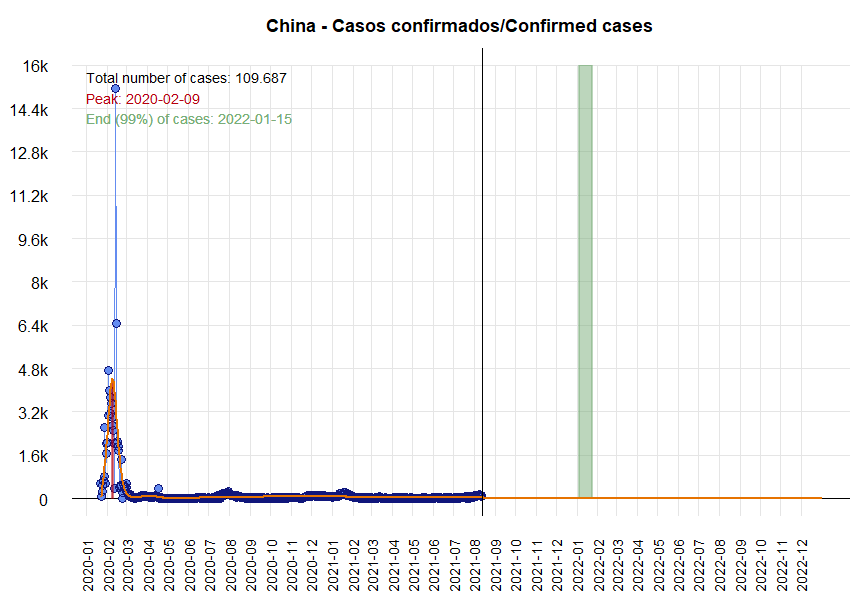 China - Casos confirmados/Confirmed cases
16k
14.4k
12.8k
11.2k
9.6k
8k
6.4k
4.8k
3.2k
1.6k
0
Total number of cases: 109.687
Peak: 2020-02-09
End (99%) of cases: 2022-01-15
2020-01
2020-02
2020-03
2020-04
2020-05
2020-06
2020-07
2020-08
2020-09
2020-10
2020-12
2021-01
2021-02
2021-03
2021-04
2021-05
2021-06
2021-07
2021-08
2021-09
2021-10
2021-11
2021-12
2022-01
2022-02
2022-03
2022-04
2022-05
2022-06
2022-07
2022-08
2022-09
2022-10
2022-11
2022-12